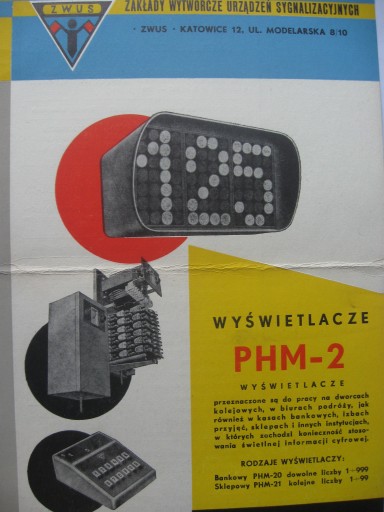 ZWUS
ZAKŁADY WYTWÓRCZE URZĄDZEŃ SYGNALIZACYJNYCH
- ZWUS - KATOWICE 12, UL. MODELARSKA 8/10
125
WYŚWIETLACZE
PHM-2
WYŚWIETLACZE
przeznaczone są do pracy na dworcach
kolejowych, w biurach podróży, jak
również w kasach bankowych, izbach
przyjęć, sklepach i innych instytucjach,
w których zachodzi konieczność stoso-
wania świetlnej informacji cyfrowej.
RODZAJE WYŚWIETLACZY:
Bankowy PHM-20 dowolne liczby 1-999
Sklepowy PHM-21 kolejne liczby 1-99